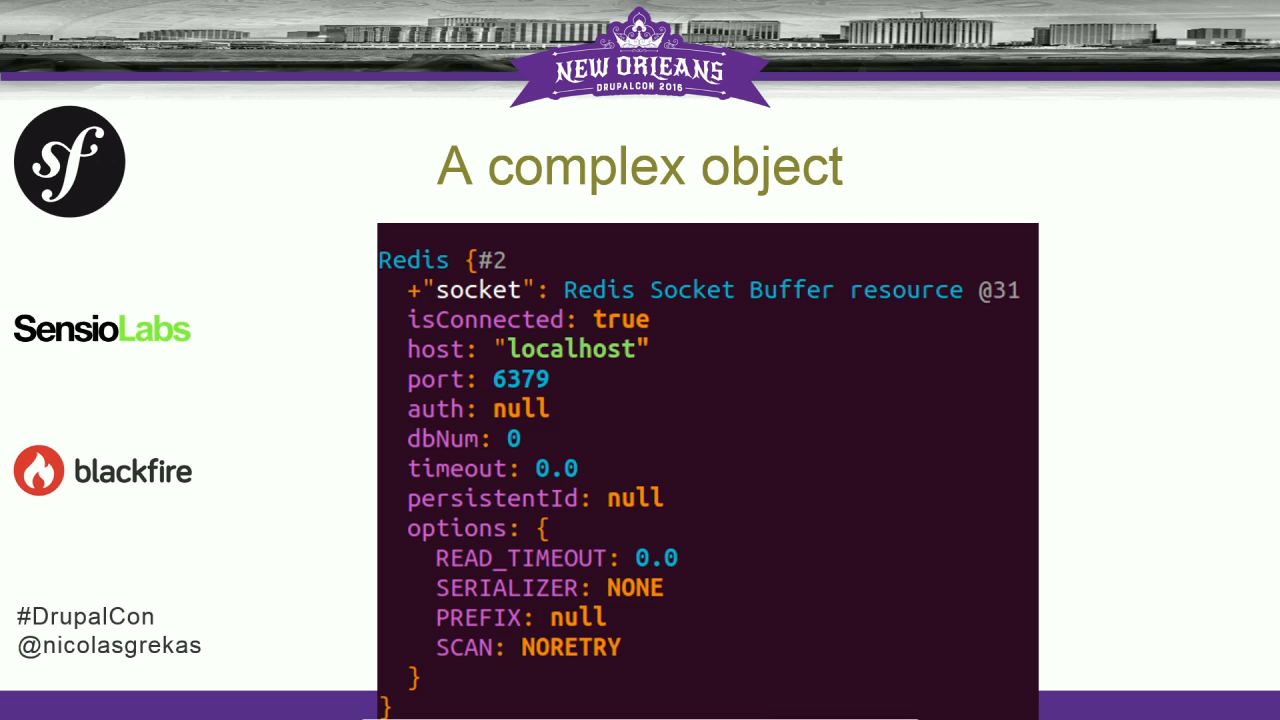 NEW ORLEANS
DRUPALCON 2016
sf
A complex object
SensioLabs
blackfire
#DrupalCon
@nicolasgrekas
Redis {#2
+"socket": Redis Socket Buffer resource @31
isConnected: true
host: "localhost"
port: 6379
auth: null
dbNum: 0
timeout: 0.0
persistentId: null
options: {
READ_TIMEOUT: 0.0
SERIALIZER: NONE
PREFIX: null
SCAN: NORETRY
}
}